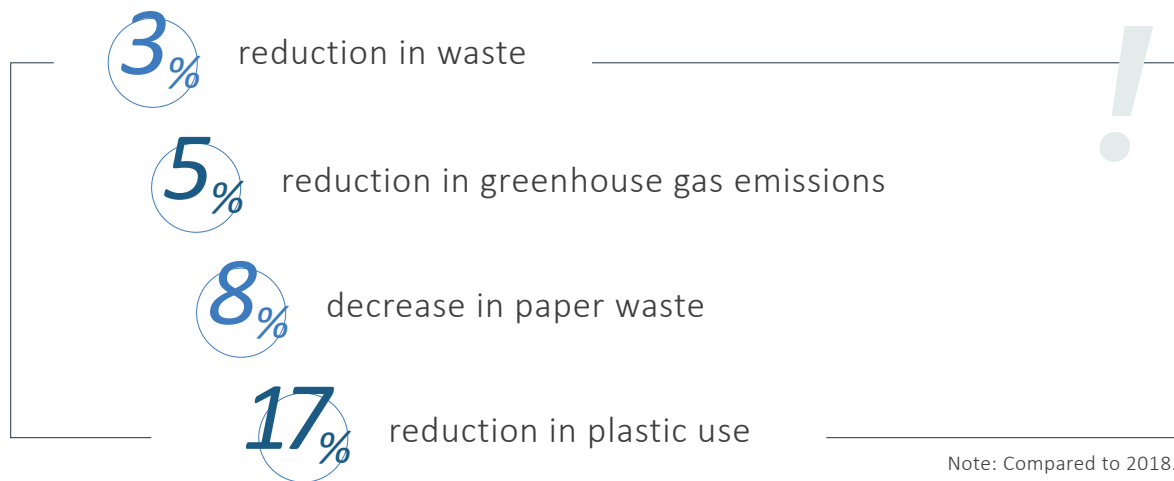 3% reduction in waste
!
5% reduction in greenhouse gas emissions
8% decrease in paper waste
17% reduction in plastic use
Note: Compared to 2018.